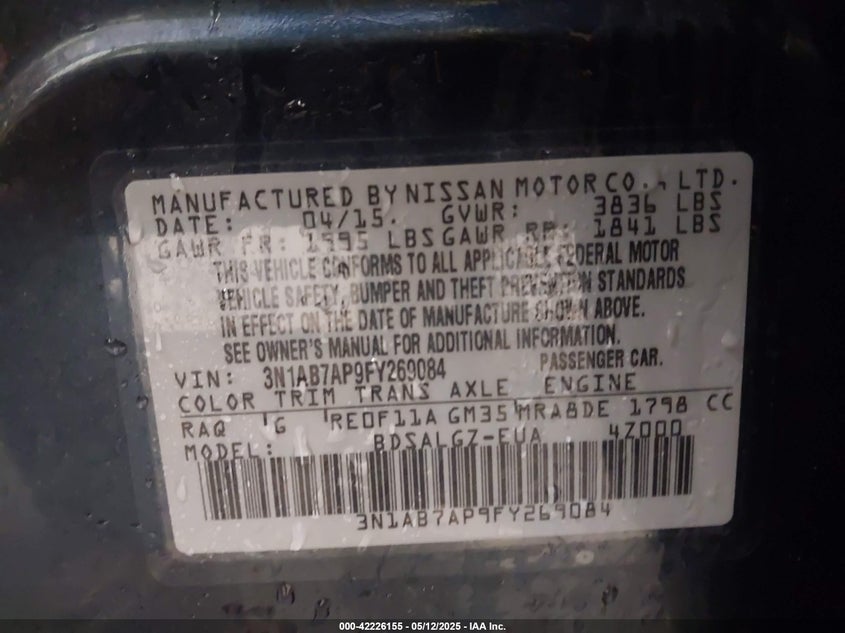 MANUFACTURED BY NISSAN MOTOR CO., LTD.
DATE: 04/15. GVWR: 3836 LBS
GAWR FR: 1995 LBS GAWR RR: 1841 LBS
THIS VEHICLE CONFORMS TO ALL APPLICABLE FEDERAL MOTOR
VEHICLE SAFETY, BUMPER AND THEFT PREVENTION STANDARDS
IN EFFECT ON THE DATE OF MANUFACTURE SHOWN ABOVE.
SEE OWNER'S MANUAL FOR ADDITIONAL INFORMATION.
VIN: 3N1AB7AP9FY269084 PASSENGER CAR.
COLOR TRIM TRANS AXLE ENGINE
RAQ G RE0F11A GM35 MRA8DE 1798 CC
MODEL: BDSALGZ-EUA 4Z000
3N1AB7AP9FY269084
000-42226155 - 05/12/2025 - IAA Inc.